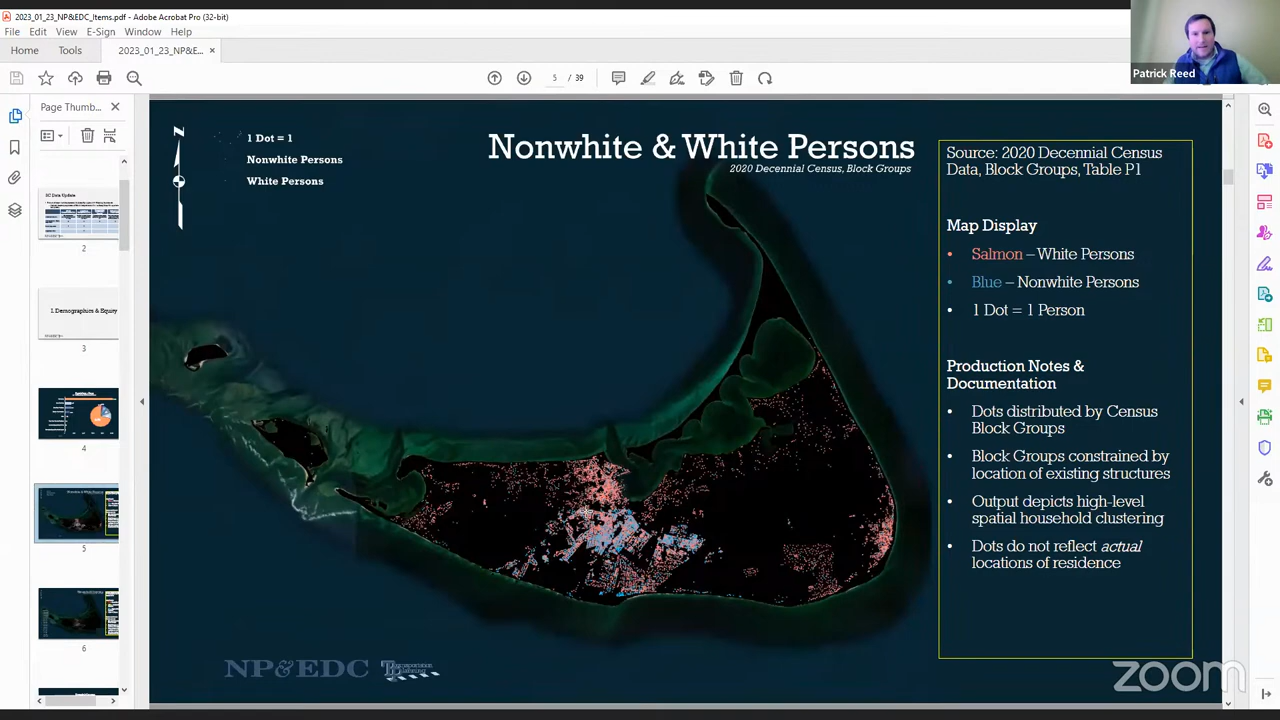 2023_01_23_NP&EDC_Items.pdf - Adobe Acrobat Pro (32-bit)
File Edit View E-Sign Window Help
Home Tools 2023_01_23_NP&E... ×
5 / 39
Patrick Reed
Page Thumb...
2
1. Demographics & Equity
3
4
5
6
N
1 Dot = 1
Nonwhite Persons
White Persons
Nonwhite & White Persons
2020 Decennial Census, Block Groups
Source: 2020 Decennial Census
Data, Block Groups, Table P1
Map Display
• Salmon – White Persons
• Blue – Nonwhite Persons
• 1 Dot = 1 Person
Production Notes &
Documentation
• Dots distributed by Census
Block Groups
• Block Groups constrained by
location of existing structures
• Output depicts high-level
spatial household clustering
• Dots do not reflect actual
locations of residence
NP&EDC
Transportation
Planning
zoom